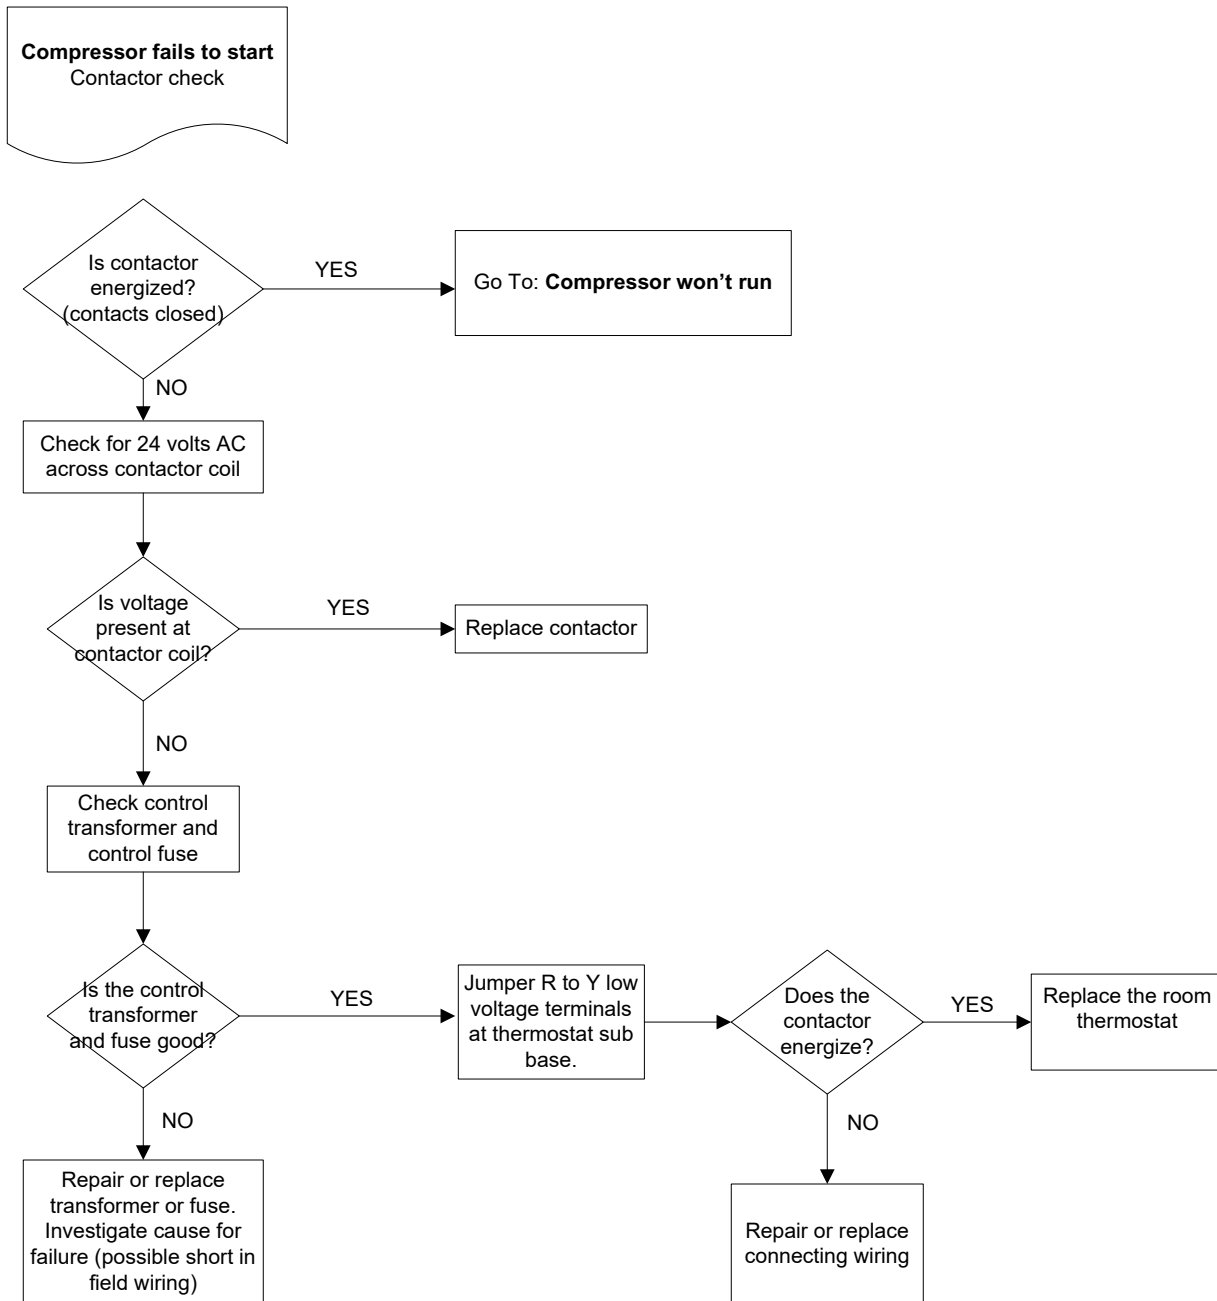 Compressor fails to start
Contactor check
Is contactor
energized?
(contacts closed)
YES
Go To: Compressor won’t run
NO
Check for 24 volts AC
across contactor coil
Is voltage
present at
contactor coil?
YES
Replace contactor
NO
Check control
transformer and
control fuse
Is the control
transformer
and fuse good?
YES
Jumper R to Y low
voltage terminals
at thermostat sub
base.
Does the
contactor
energize?
YES
Replace the room
thermostat
NO
Repair or replace
transformer or fuse.
Investigate cause for
failure (possible short in
field wiring)
NO
Repair or replace
connecting wiring